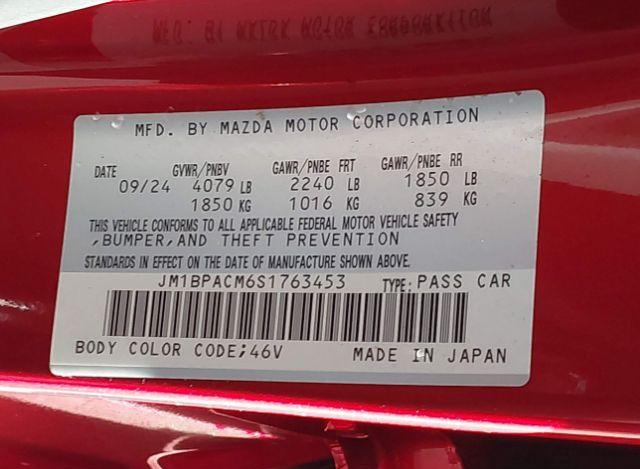 MFD. BY MAZDA MOTOR CORPORATION
DATE GVWR/PNBV GAWR/PNBE FRT GAWR/PNBE RR
09/24 4079 LB 2240 LB 1850 LB
1850 KG 1016 KG 839 KG
THIS VEHICLE CONFORMS TO ALL APPLICABLE FEDERAL MOTOR VEHICLE SAFETY
,BUMPER,AND THEFT PREVENTION
STANDARDS IN EFFECT ON THE DATE OF MANUFACTURE SHOWN ABOVE.
JM1BPACM6S1763453 TYPE: PASS CAR
BODY COLOR CODE;46V MADE IN JAPAN